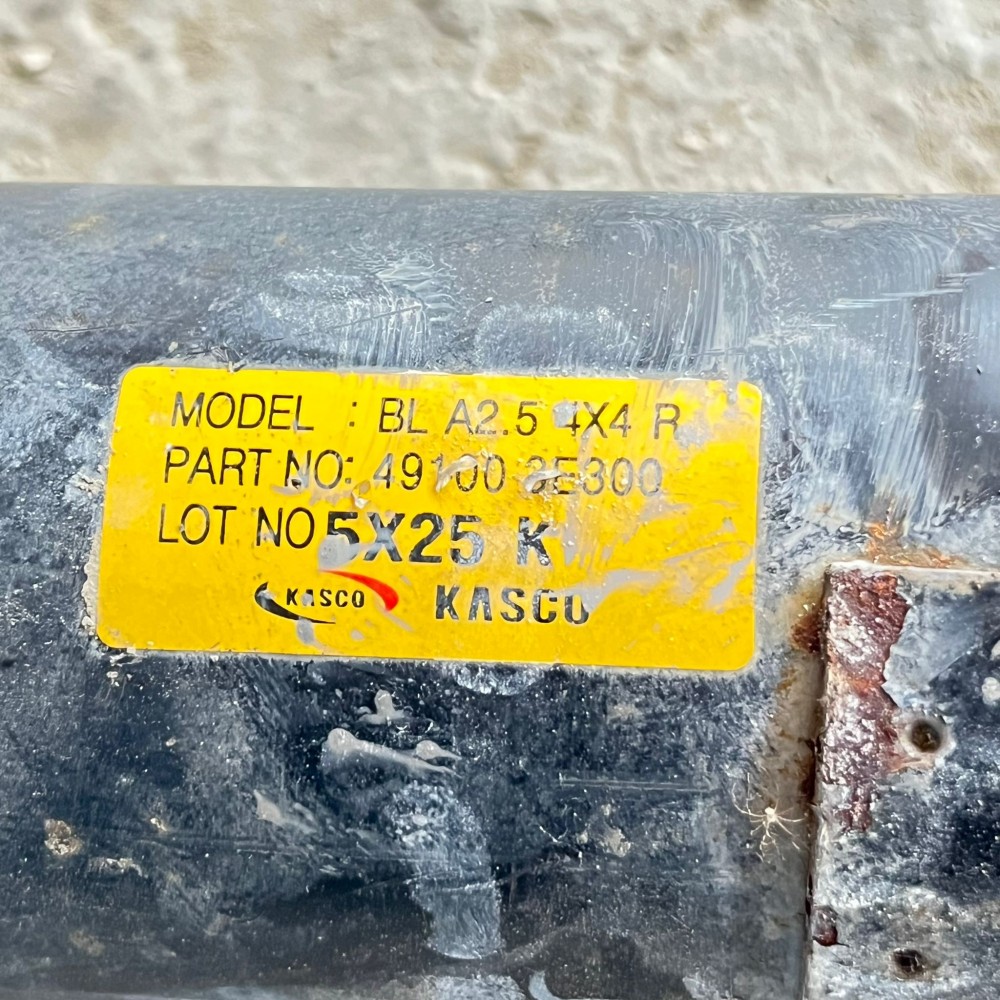 MODEL : BL A2.5 4X4 R
PART NO: 49100 3E300
LOT NO 5X25 K
KASCO KASCO